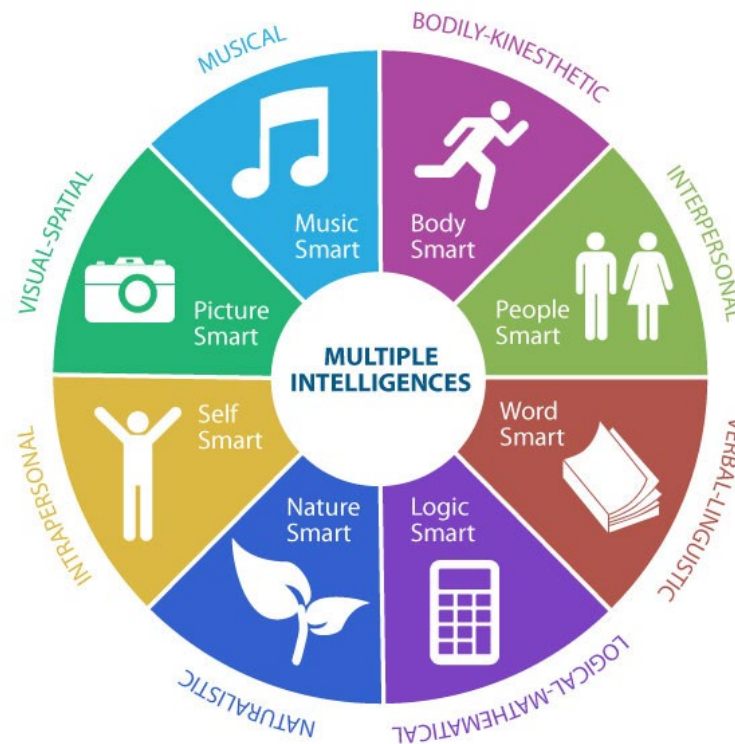 MUSICAL
BODILY-KINESTHETIC
INTERPERSONAL
VERBAL-LINGUISTIC
LOGICAL-MATHEMATICAL
NATURALISTIC
INTRAPERSONAL
VISUAL-SPATIAL
Music
Smart
Body
Smart
People
Smart
Word
Smart
Logic
Smart
Nature
Smart
Self
Smart
Picture
Smart
MULTIPLE
INTELLIGENCES